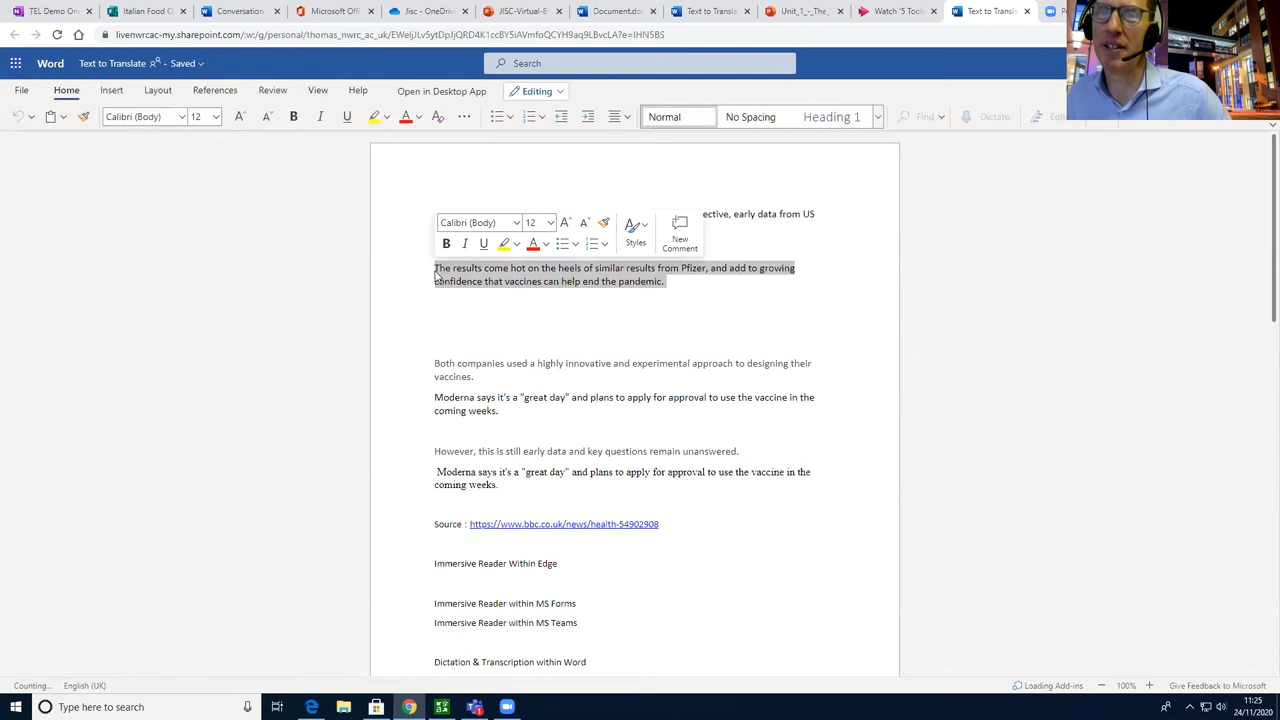 TEL Demo One
Italian Food O
Conversation
Microsoft Offi
Jisc - OneDriv
JISC-Virtual-B
Document.doc
Text to Transl
Unit_1_-_The_
Watch '5 Tools
Text to Transla
livenwrcac-my.sharepoint.com/
Word
Text to Translate
- Saved
Search
File
Home
Insert
Layout
References
Review
View
Help
Open in Desktop App
Editing
Calibri (Body)
12
B
I
U
A
Normal
No Spacing
Heading 1
Find
Dictate
ective, early data from US
Calibri (Body)
12
B
I
U
A
Styles
New
Comment
The results come hot on the heels of similar results from Pfizer, and add to growing
confidence that vaccines can help end the pandemic.
Both companies used a highly innovative and experimental approach to designing their
vaccines.
Moderna says it's a "great day" and plans to apply for approval to use the vaccine in the
coming weeks.
However, this is still early data and key questions remain unanswered.
Moderna says it's a "great day" and plans to apply for approval to use the vaccine in the
coming weeks.
Source : https://www.bbc.co.uk/news/health-54902908
Immersive Reader Within Edge
Immersive Reader within MS Forms
Immersive Reader within MS Teams
Dictation & Transcription within Word
Counting...
English (UK)
Loading Add-ins
100%
Give Feedback to Microsoft
Type here to search
11:25
24/11/2020